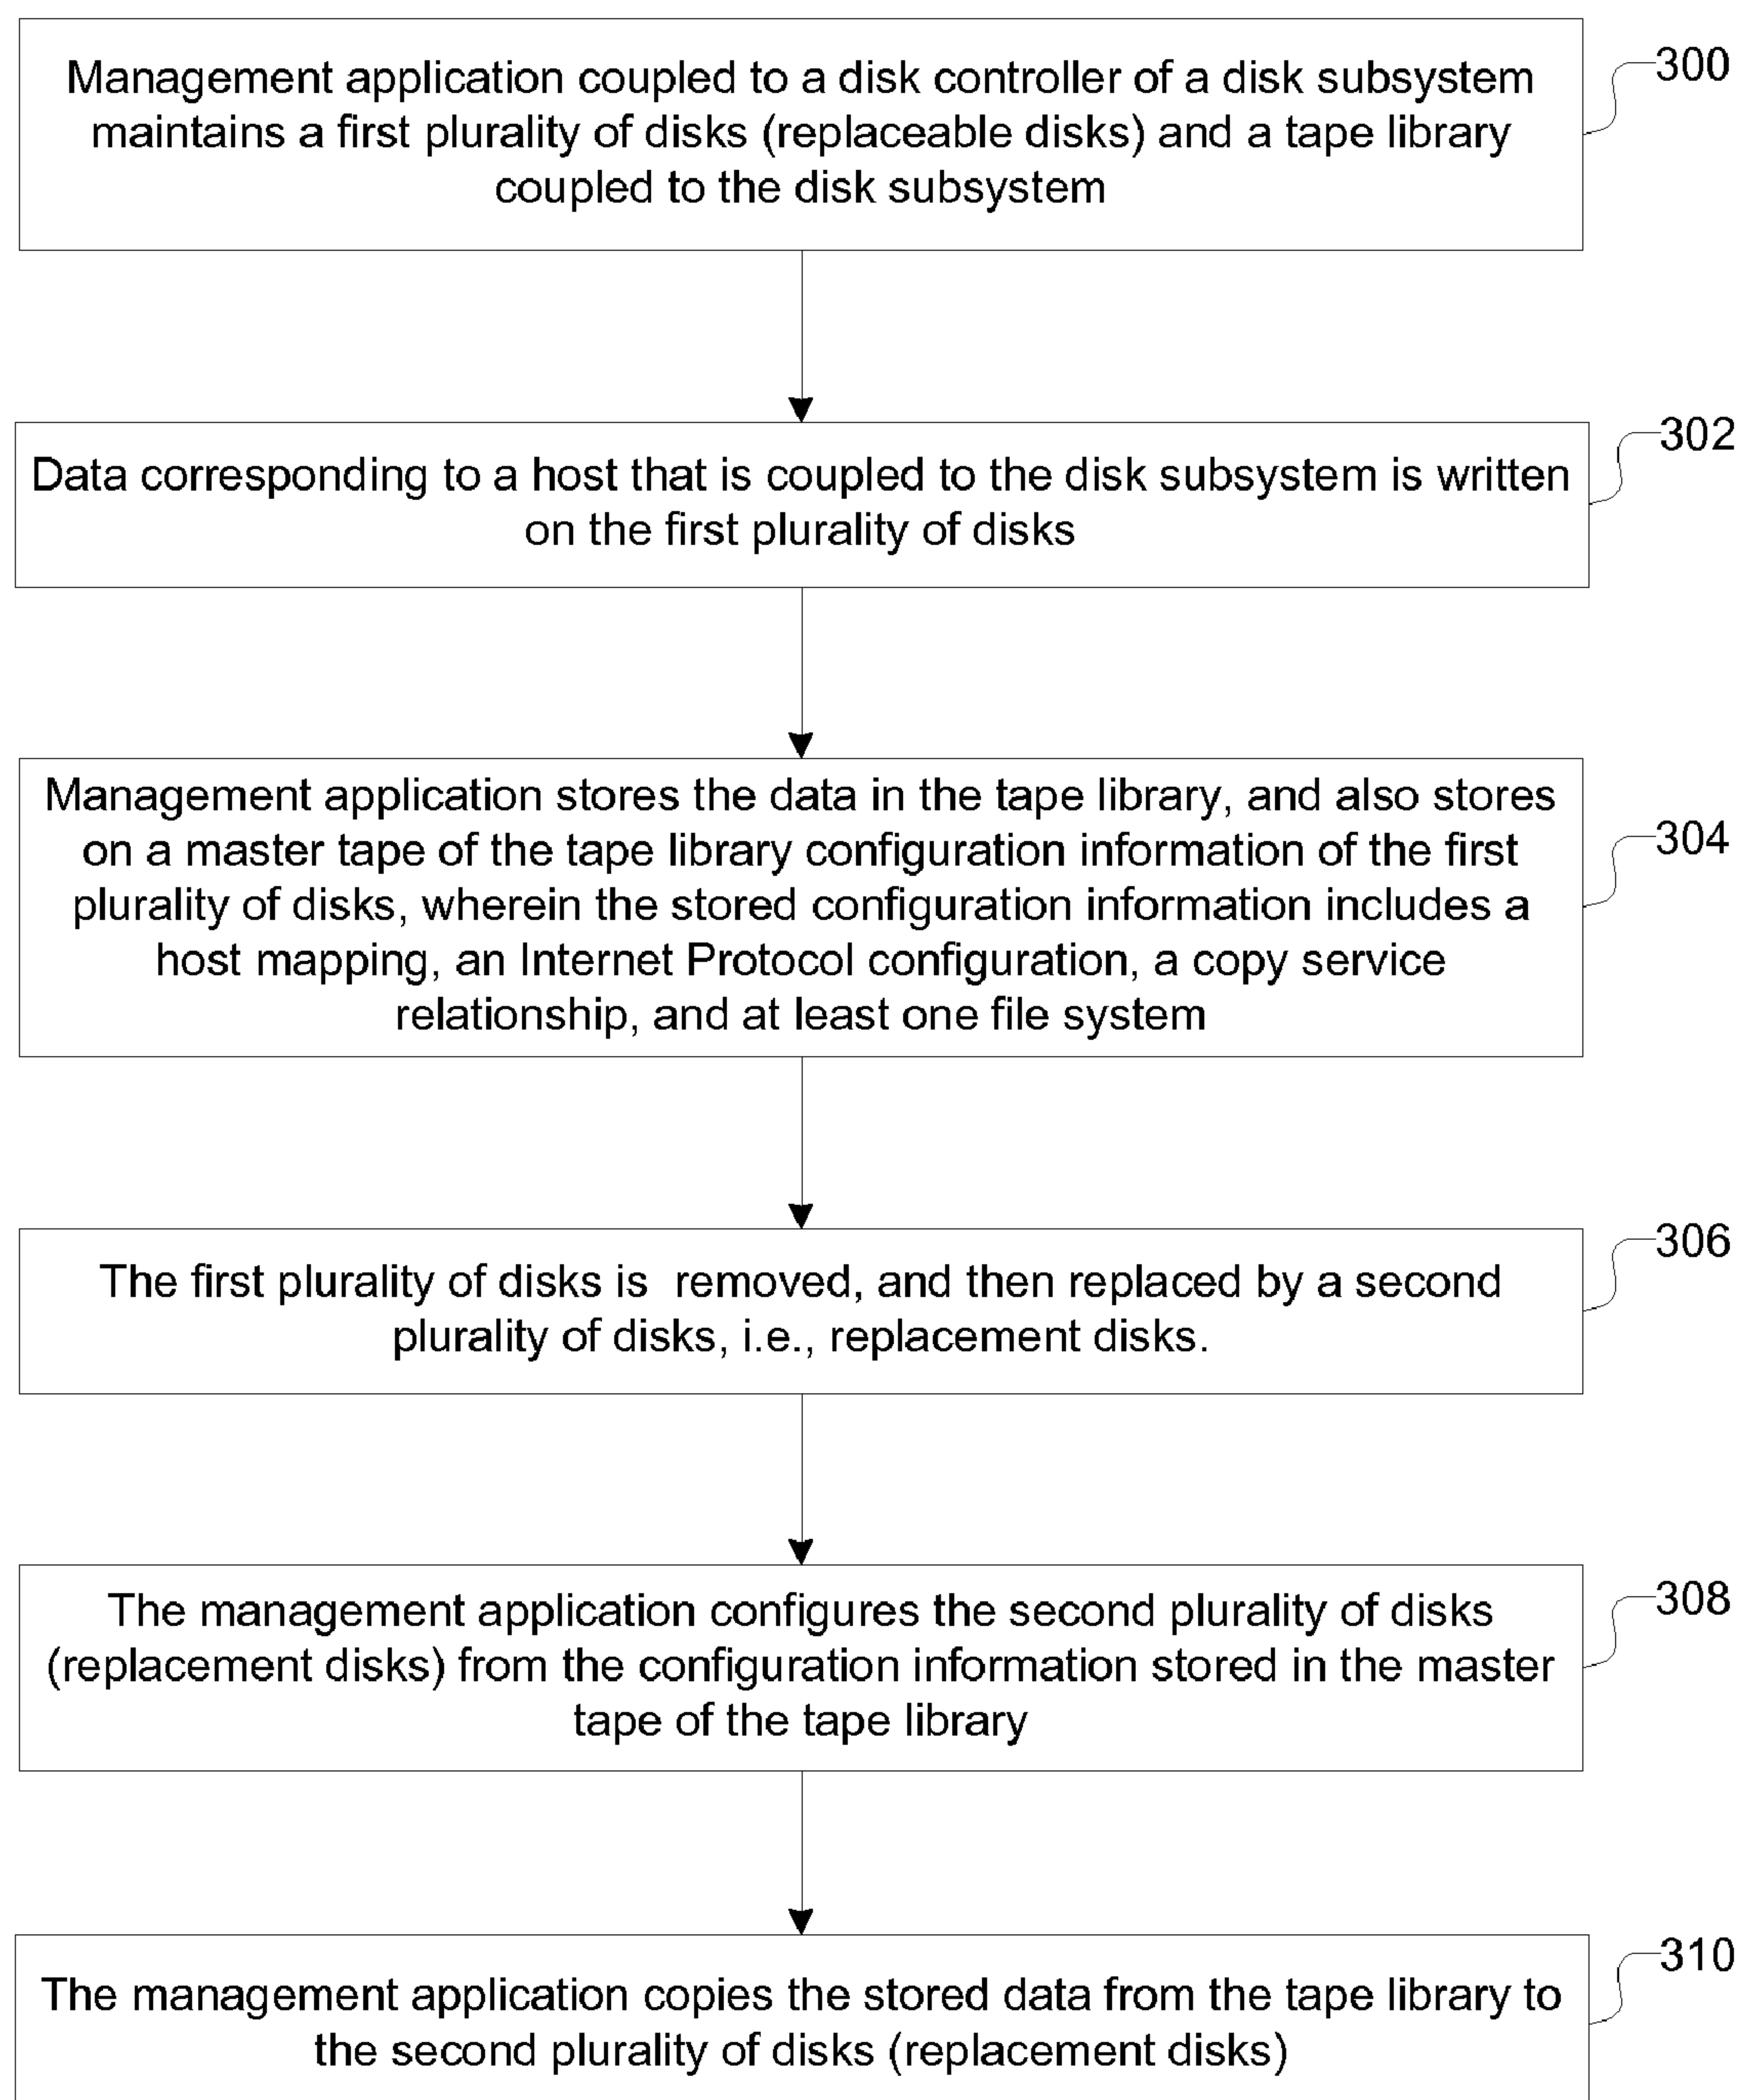 Management application coupled to a disk controller of a disk subsystem
maintains a first plurality of disks (replaceable disks) and a tape library
coupled to the disk subsystem
300
Data corresponding to a host that is coupled to the disk subsystem is written
on the first plurality of disks
302
Management application stores the data in the tape library, and also stores
on a master tape of the tape library configuration information of the first
plurality of disks, wherein the stored configuration information includes a
host mapping, an Internet Protocol configuration, a copy service
relationship, and at least one file system
304
The first plurality of disks is removed, and then replaced by a second
plurality of disks, i.e., replacement disks.
306
The management application configures the second plurality of disks
(replacement disks) from the configuration information stored in the master
tape of the tape library
308
The management application copies the stored data from the tape library to
the second plurality of disks (replacement disks)
310